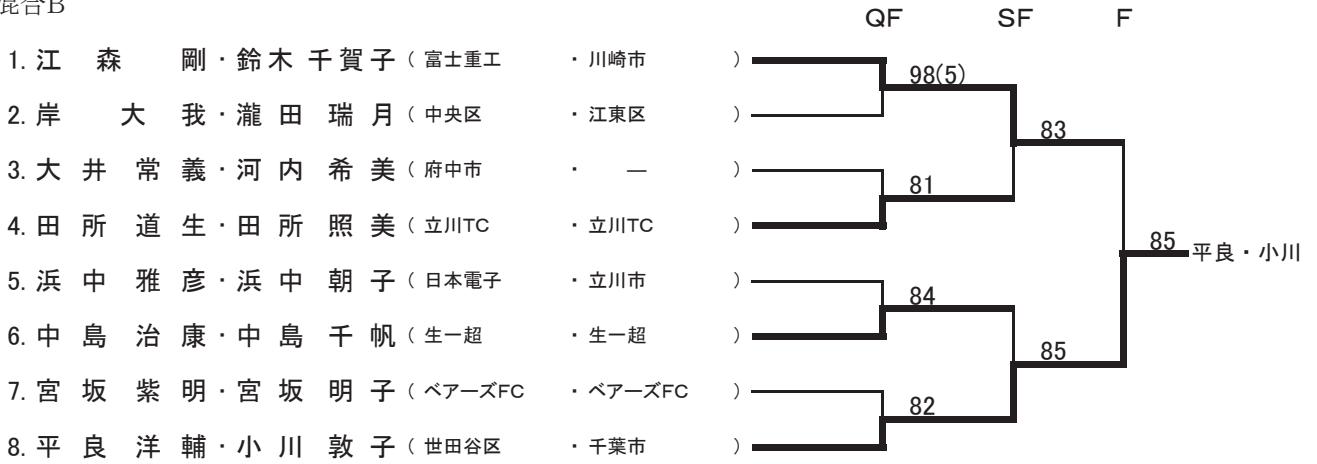 混合B
QF SF F
1. 江 森 剛・鈴木 千賀子 ( 富士重工 ・ 川崎市 )
98(5)
2. 岸 大 我・瀧 田 瑞 月 ( 中央区 ・ 江東区 )
83
3. 大 井 常 義・河 内 希 美 ( 府中市 ・ ― )
81
4. 田 所 道 生・田 所 照 美 ( 立川TC ・ 立川TC )
85 平良・小川
5. 浜 中 雅 彦・浜 中 朝 子 ( 日本電子 ・ 立川市 )
84
6. 中 島 治 康・中 島 千 帆 ( 生一超 ・ 生一超 )
85
7. 宮 坂 紫 明・宮 坂 明 子 ( ベアーズFC ・ ベアーズFC )
82
8. 平 良 洋 輔・小 川 敦 子 ( 世田谷区 ・ 千葉市 )